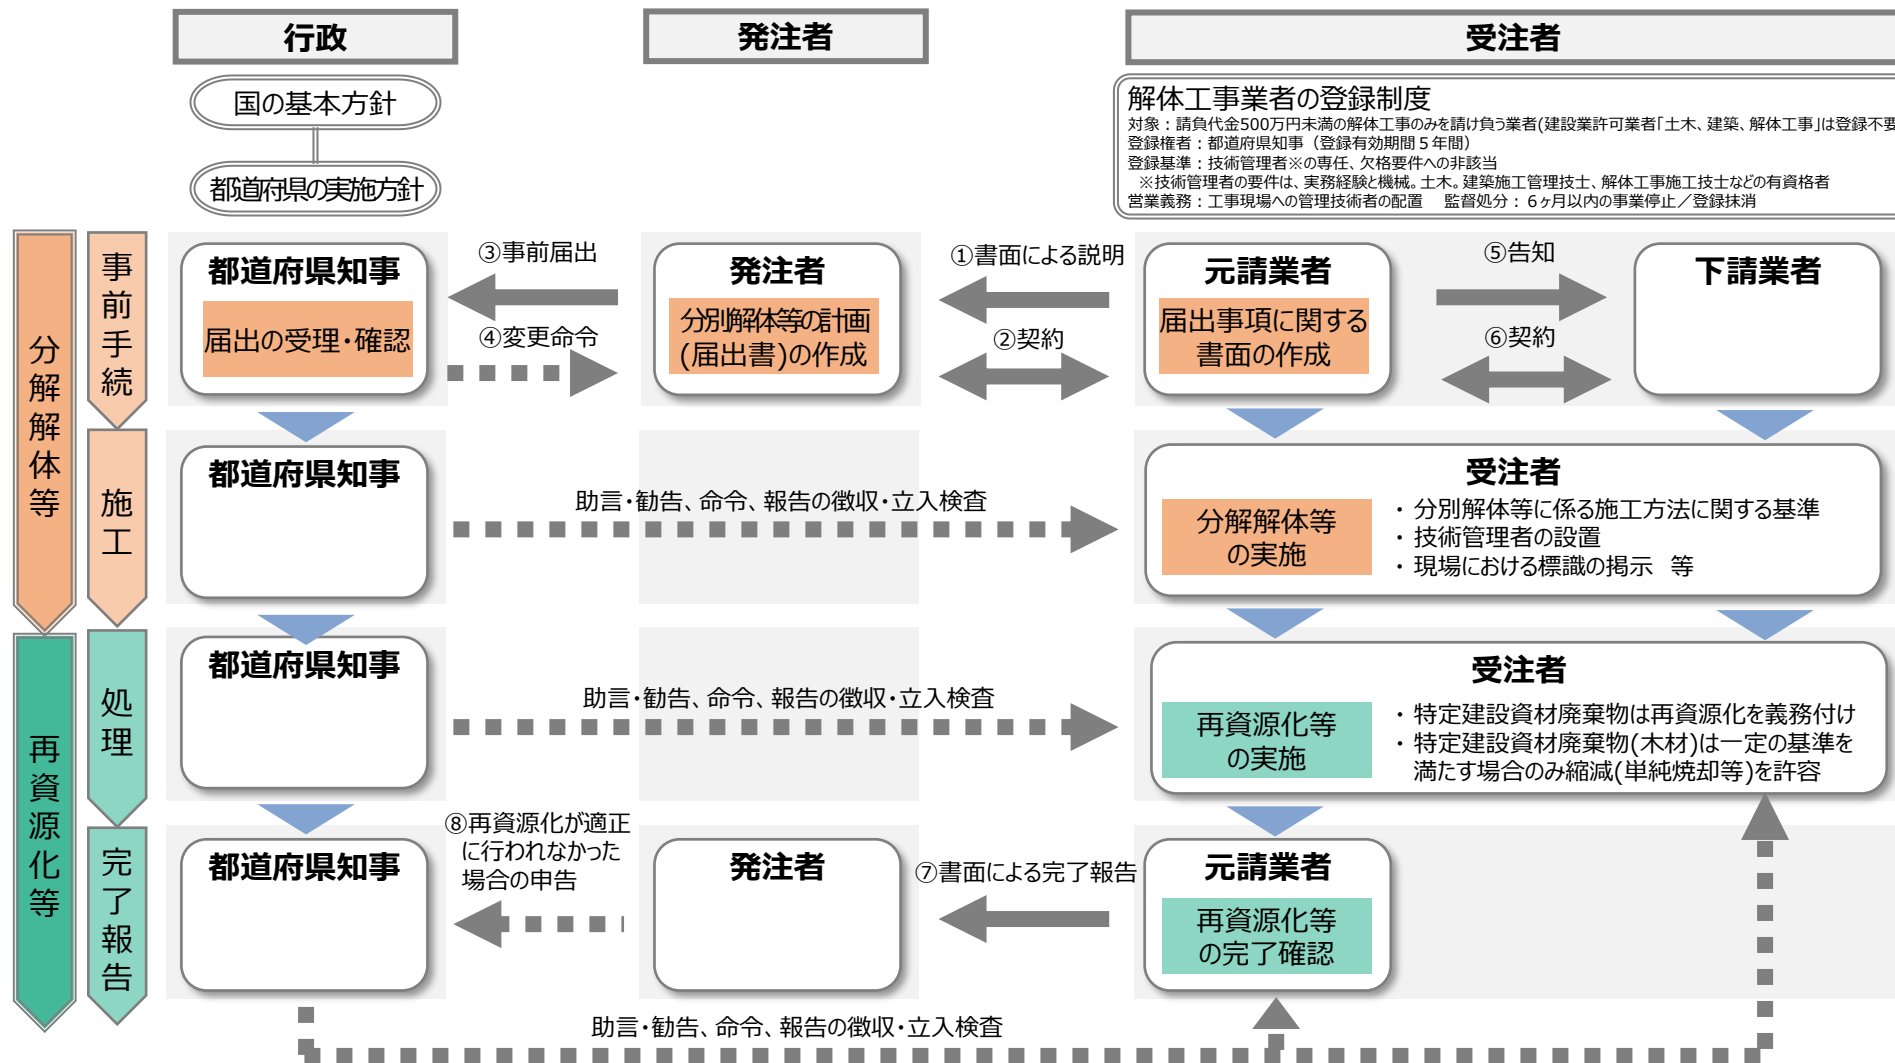 行政
発注者
受注者
国の基本方針
都道府県の実施方針
解体工事業者の登録制度
対象：請負代金500万円未満の解体工事のみを請け負う業者(建設業許可業者「土木、建築、解体工事」は登録不要
登録権者：都道府県知事（登録有効期間５年間）
登録基準：技術管理者※の専任、欠格要件への非該当
※技術管理者の要件は、実務経験と機械。土木。建築施工管理技士、解体工事施工技士などの有資格者
営業義務：工事現場への管理技術者の配置　監督処分：６ヶ月以内の事業停止／登録抹消
分解解体等
事前手続
都道府県知事
届出の受理・確認
③事前届出
④変更命令
発注者
分別解体等の計画
(届出書)の作成
①書面による説明
②契約
元請業者
届出事項に関する
書面の作成
⑤告知
⑥契約
下請業者
施工
都道府県知事
助言・勧告、命令、報告の徴収・立入検査
受注者
分解解体等
の実施
・分別解体等に係る施工方法に関する基準
・技術管理者の設置
・現場における標識の掲示　等
再資源化等
処理
都道府県知事
助言・勧告、命令、報告の徴収・立入検査
受注者
再資源化等
の実施
・特定建設資材廃棄物は再資源化を義務付け
・特定建設資材廃棄物(木材)は一定の基準を
満たす場合のみ縮減(単純焼却等)を許容
完了報告
都道府県知事
⑧再資源化が適正
に行われなかった
場合の申告
発注者
⑦書面による完了報告
元請業者
再資源化等
の完了確認
助言・勧告、命令、報告の徴収・立入検査